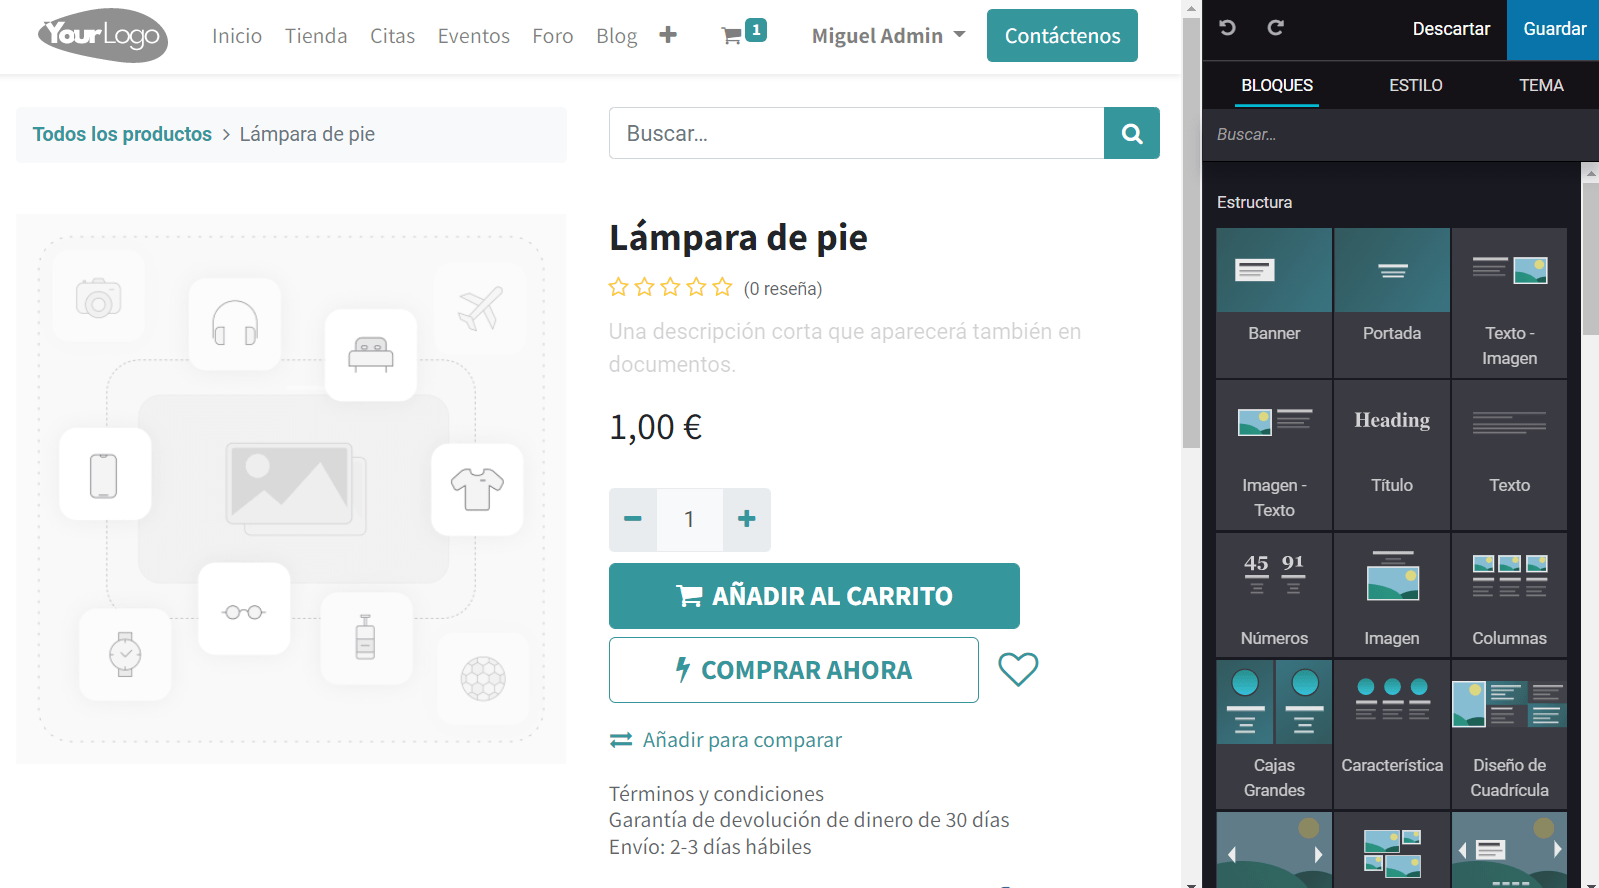 YourLogo
Inicio Tienda Citas Eventos Foro Blog 1 Miguel Admin Contáctenos
Todos los productos > Lámpara de pie
Buscar...
Lámpara de pie
(0 reseña)
Una descripción corta que aparecerá también en
documentos.
1,00 €
1
AÑADIR AL CARRITO
COMPRAR AHORA
Añadir para comparar
Términos y condiciones
Garantía de devolución de dinero de 30 días
Envío: 2-3 días hábiles
Descartar Guardar
BLOQUES ESTILO TEMA
Buscar...
Estructura
Banner
Portada
Texto -
Imagen
Imagen -
Texto
Heading
Título
Texto
45 91
Números
Imagen
Columnas
Cajas
Grandes
Característica
Diseño de
Cuadrícula